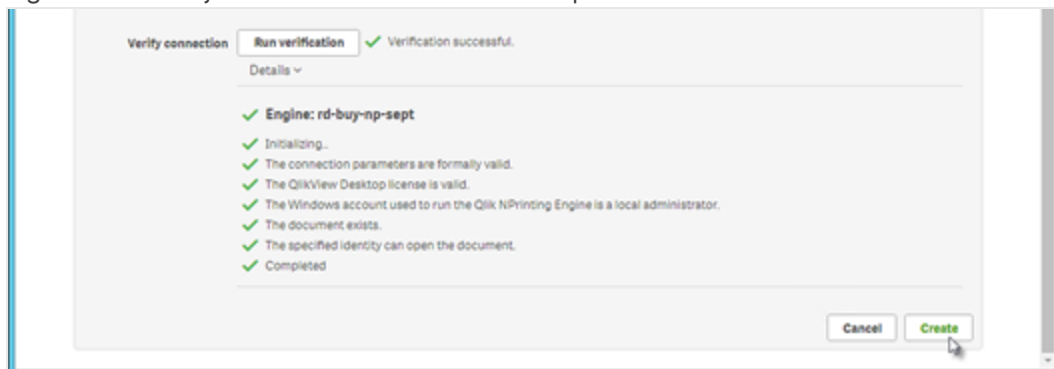 Verify connection Run verification Verification successful.
Details
Engine: rd-buy-np-sept
Initializing..
The connection parameters are formally valid.
The QlikView Desktop license is valid.
The Windows account used to run the Qlik NPrinting Engine is a local administrator.
The document exists.
The specified identity can open the document.
Completed
Cancel Create